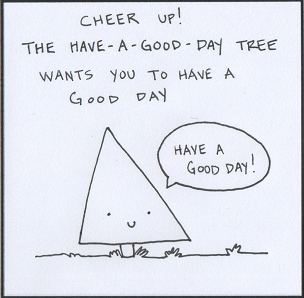 CHEER UP!
THE HAVE-A-GOOD-DAY TREE
WANTS YOU TO HAVE A
GOOD DAY
HAVE A
GOOD DAY!